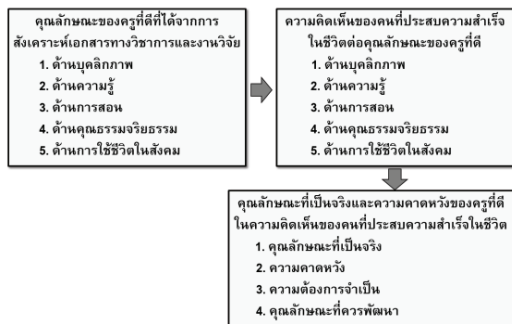 คุณลักษณะของครูที่ดีที่ได้จากการ
สังเคราะห์เอกสารทางวิชาการและงานวิจัย
1. ด้านบุคลิกภาพ
2. ด้านความรู้
3. ด้านการสอน
4. ด้านคุณธรรมจริยธรรม
5. ด้านการใช้ชีวิตในสังคม
ความคิดเห็นของคนที่ประสบความสำเร็จ
ในชีวิตต่อคุณลักษณะของครูที่ดี
1. ด้านบุคลิกภาพ
2. ด้านความรู้
3. ด้านการสอน
4. ด้านคุณธรรมจริยธรรม
5. ด้านการใช้ชีวิตในสังคม
คุณลักษณะที่เป็นจริงและความคาดหวังของครูที่ดี
ในความคิดเห็นของคนที่ประสบความสำเร็จในชีวิต
1. คุณลักษณะที่เป็นจริง
2. ความคาดหวัง
3. ความต้องการจำเป็น
4. คุณลักษณะที่ควรพัฒนา